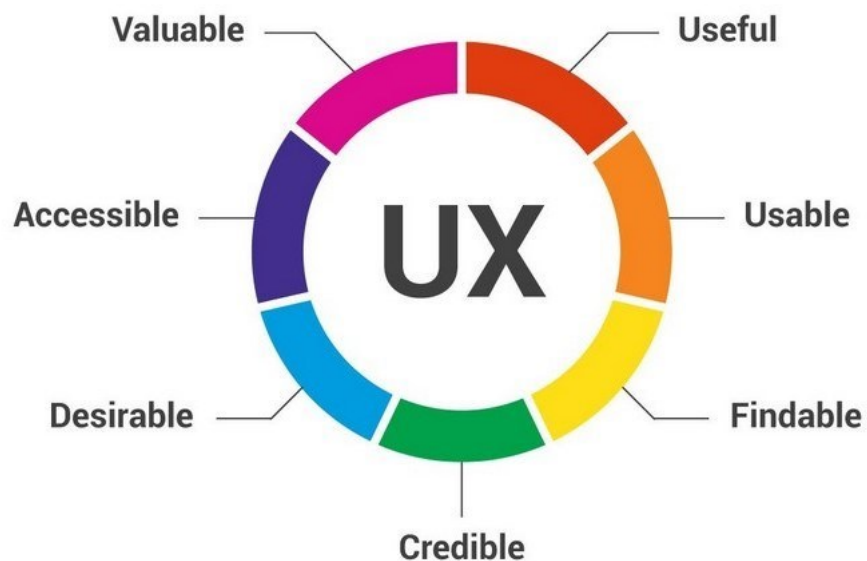 Valuable
Useful
Accessible
UX
Usable
Desirable
Findable
Credible